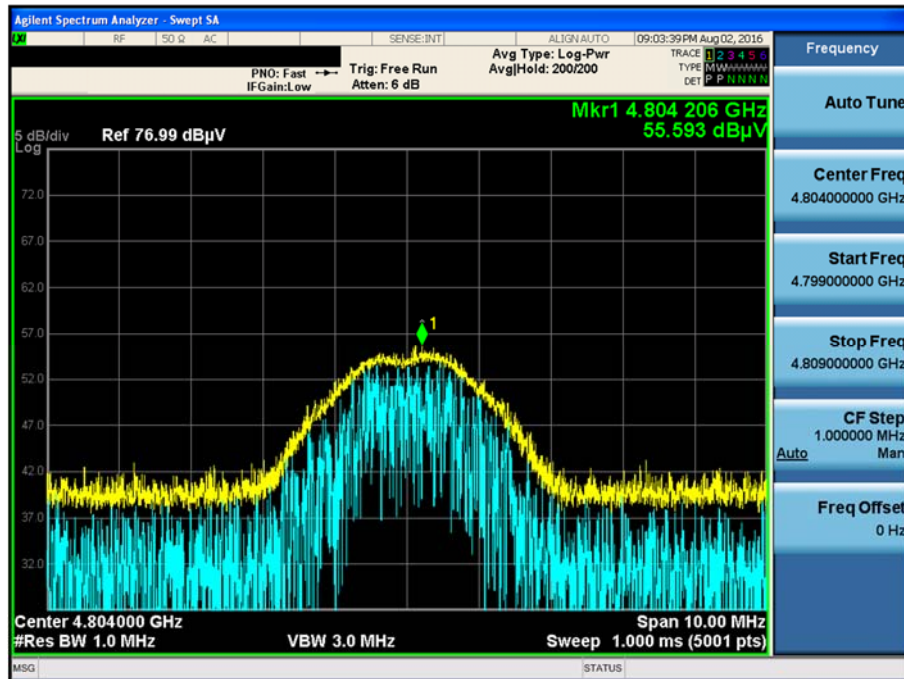 Agilent Spectrum Analyzer - Swept SA
LXI RF 50 Ω AC SENSE:INT ALIGN AUTO 09:03:39 PM Aug 02, 2016
Frequency
PNO: Fast
IFGain:Low
Trig: Free Run
Atten: 6 dB
Avg Type: Log-Pwr
Avg|Hold: 200/200
TRACE 1 2 3 4 5 6
TYPE M W
DET P P N N N N
Mkr1 4.804 206 GHz
55.593 dBµV
5 dB/div Ref 76.99 dBµV
Log
72.0
67.0
62.0
57.0
52.0
47.0
42.0
37.0
32.0
1
Center 4.804000 GHz Span 10.00 MHz
#Res BW 1.0 MHz VBW 3.0 MHz Sweep 1.000 ms (5001 pts)
Auto Tune
Center Freq
4.804000000 GHz
Start Freq
4.799000000 GHz
Stop Freq
4.809000000 GHz
CF Step
1.000000 MHz
Auto Man
Freq Offset
0 Hz
MSG STATUS